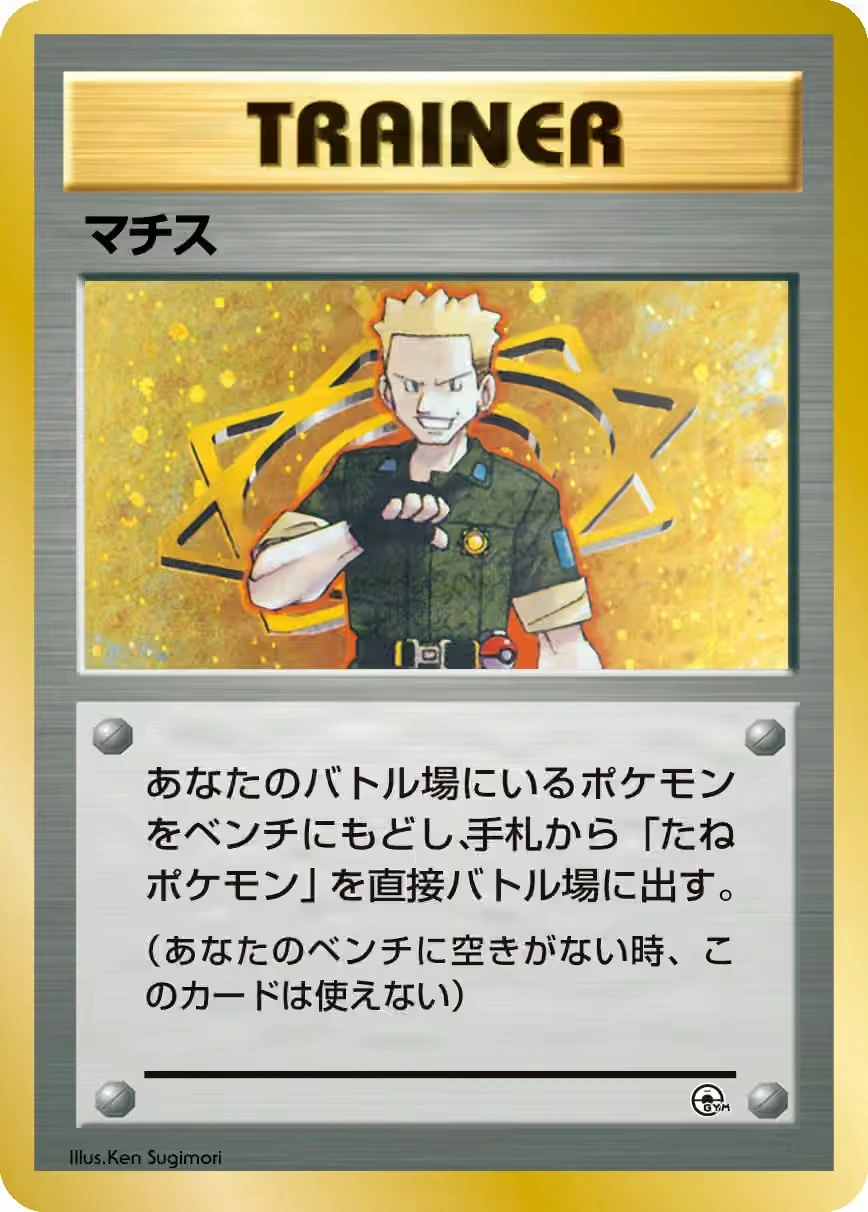 TRAINER
マチス
あなたのバトル場にいるポケモン
をベンチにもどし、手札から「たね
ポケモン」を直接バトル場に出す。
（あなたのベンチに空きがない時、こ
のカードは使えない）
GYM
Illus.Ken Sugimori